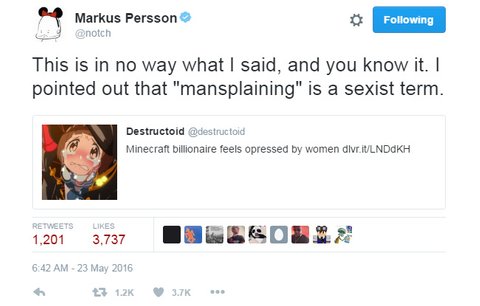 Markus Persson
@notch
Following
This is in no way what I said, and you know it. I
pointed out that "mansplaining" is a sexist term.
Destructoid @destructoid
Minecraft billionaire feels opressed by women dlvr.it/LNDdKH
RETWEETS
1,201
LIKES
3,737
6:42 AM - 23 May 2016
1.2K
3.7K